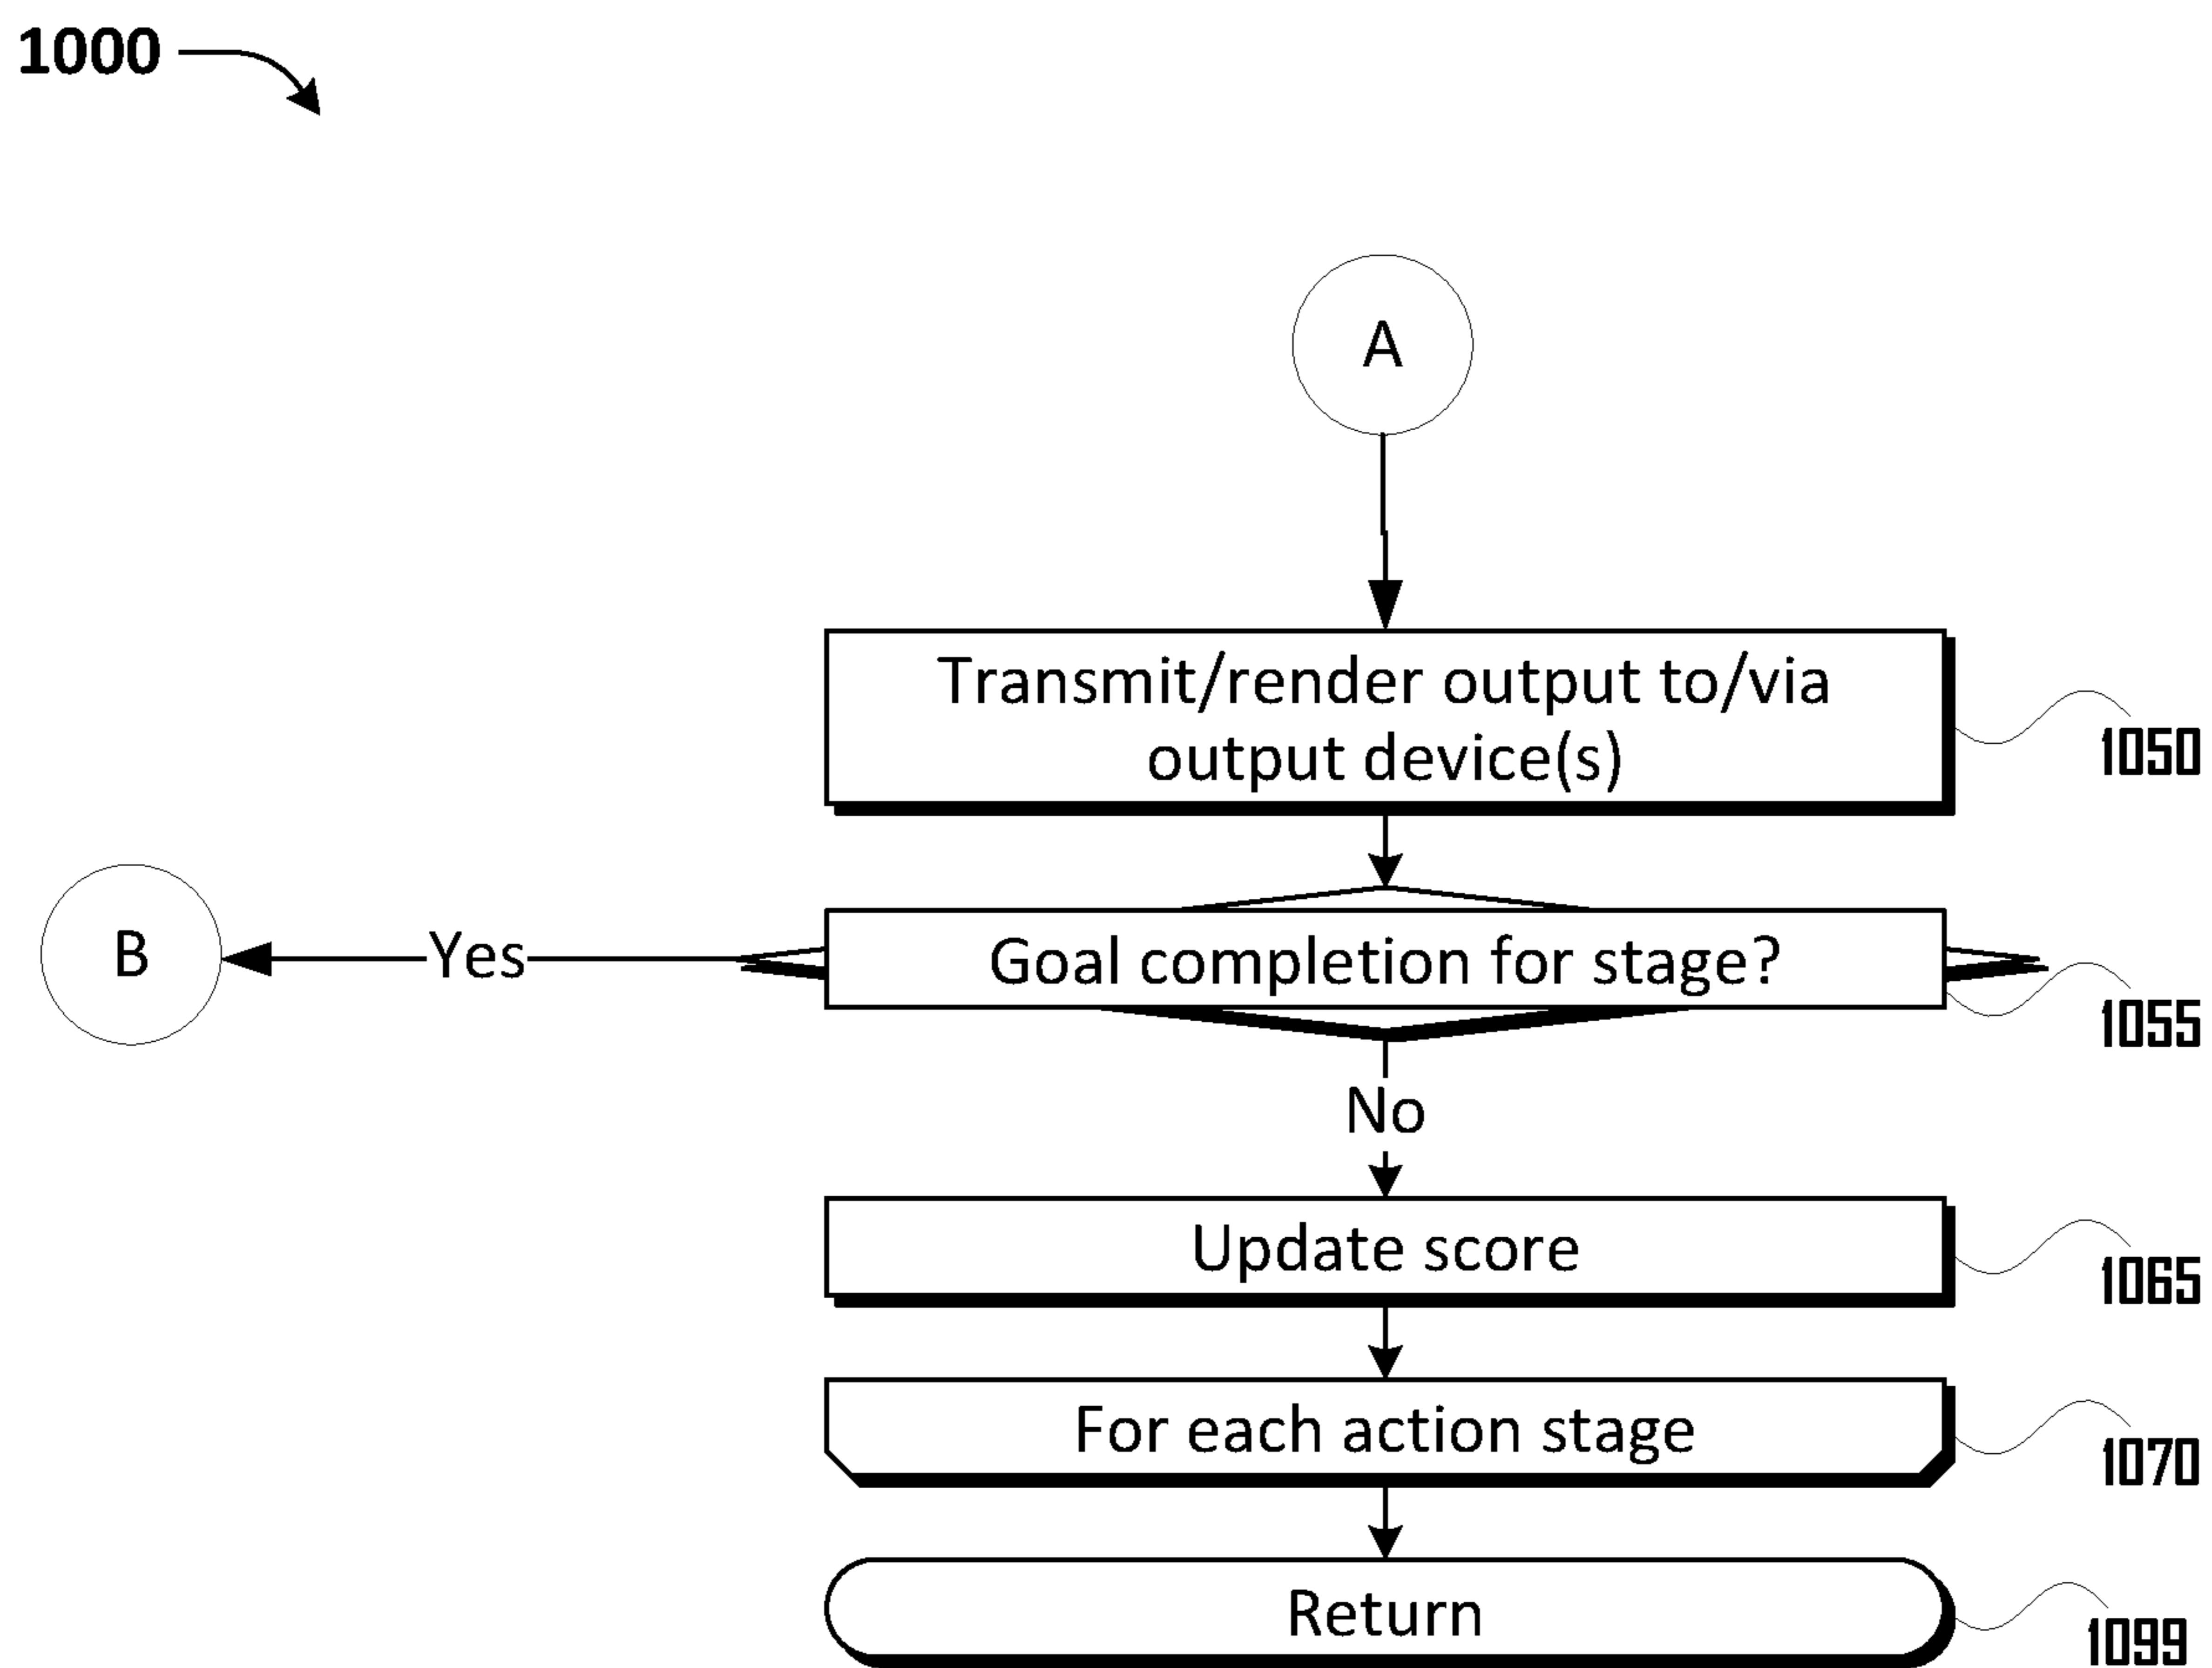 1000
A
Transmit/render output to/via
output device(s)
1050
B
Yes
Goal completion for stage?
1055
No
Update score
1065
For each action stage
1070
Return
1099